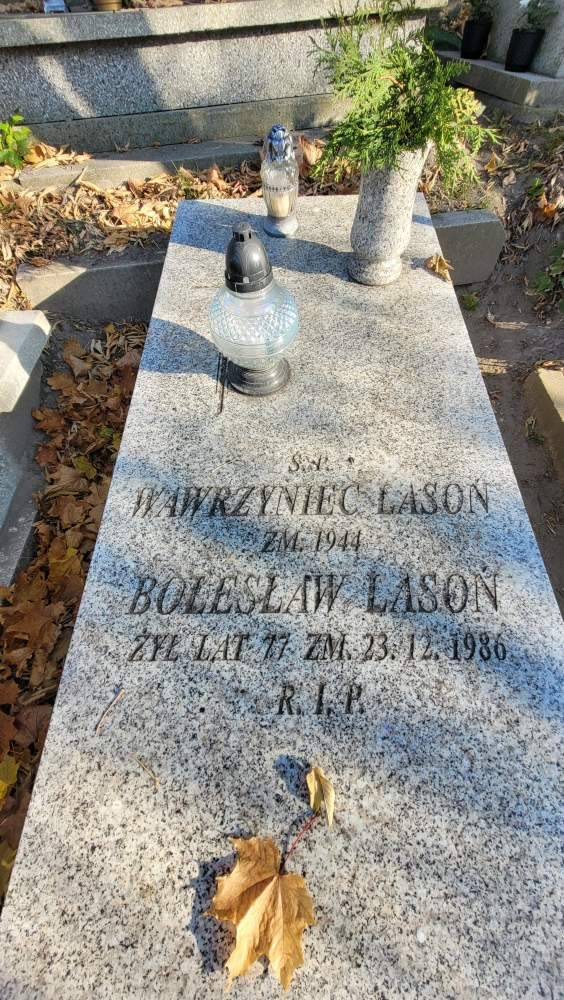 Ś.P.
WAWRZYNIEC LASOŃ
ZM. 1944
BOLESŁAW LASOŃ
ŻYŁ LAT 77 ZM. 23. 12. 1986
R. I. P.